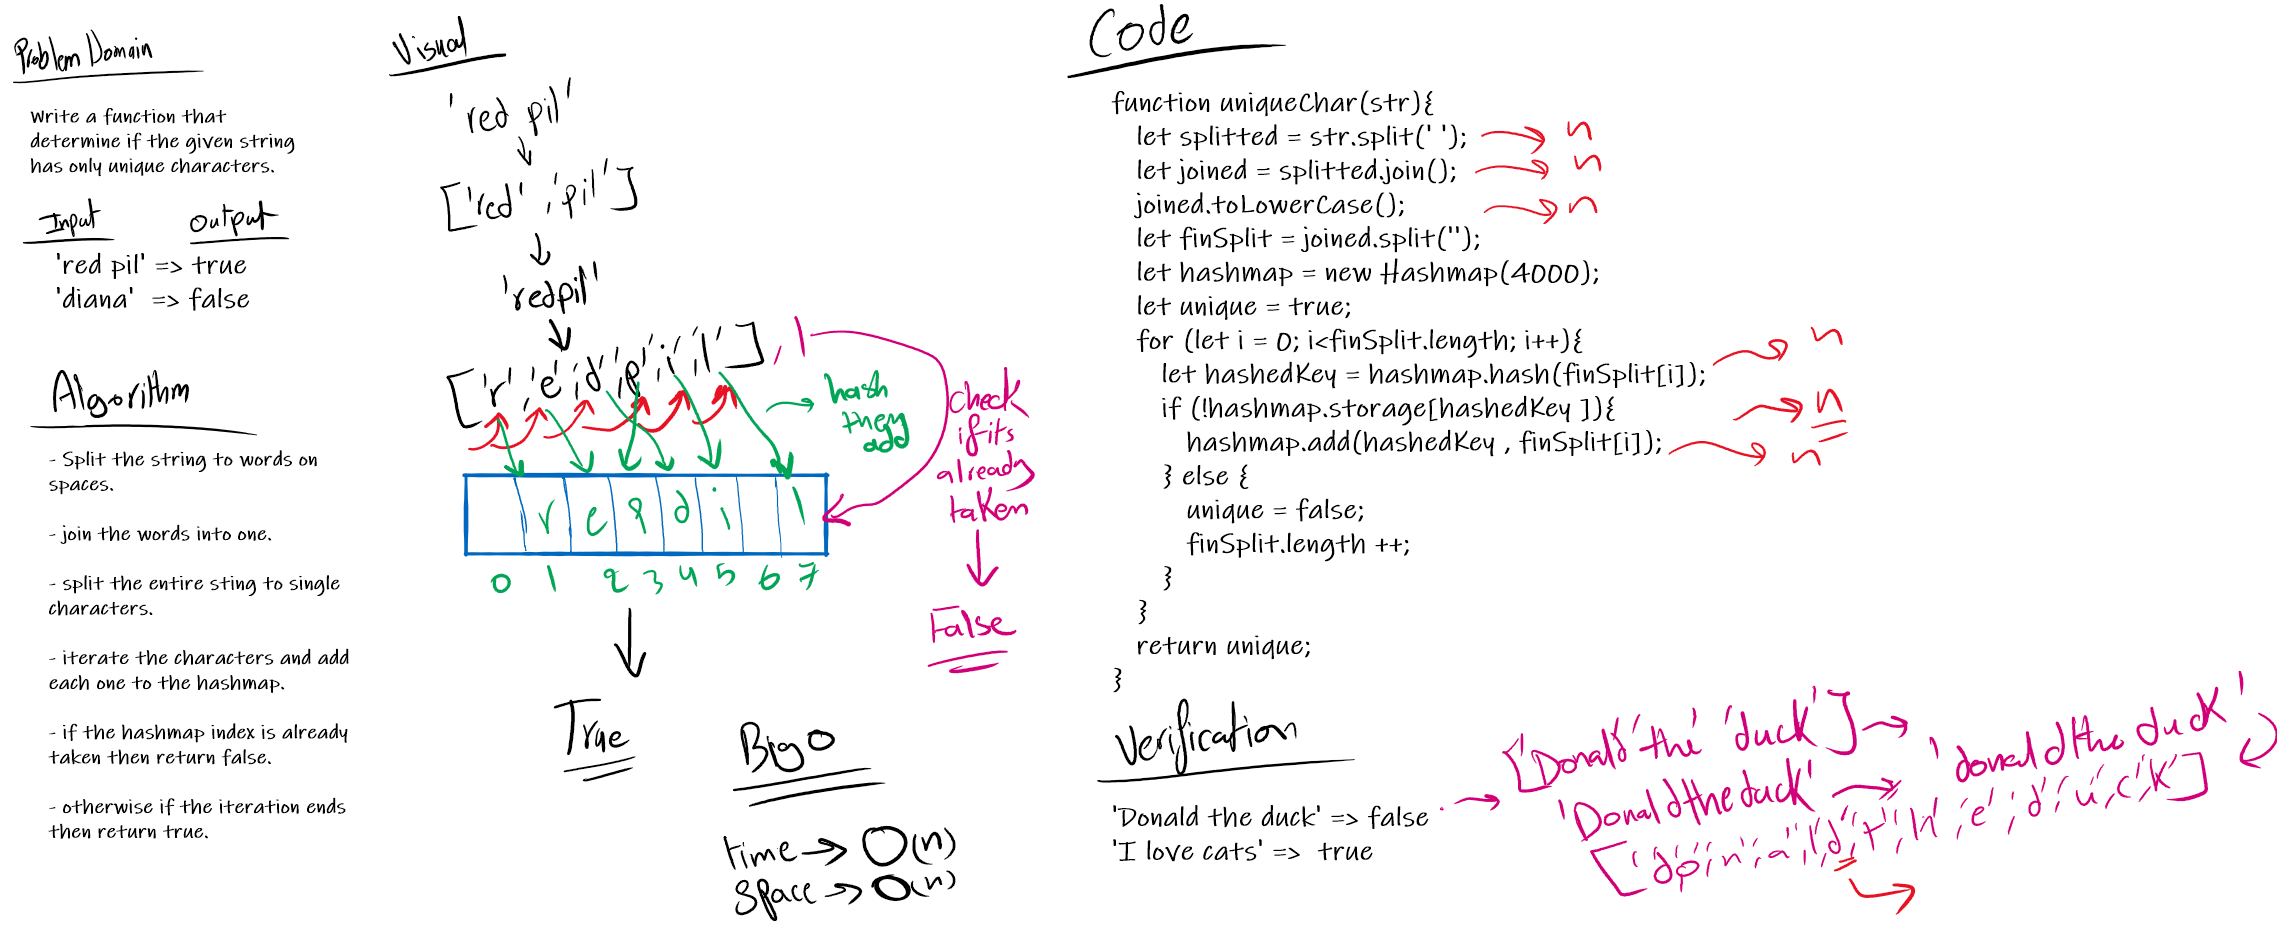 Problem Domain
Write a function that
determine if the given string
has only unique characters.
Input Output
'red pil' => true
'diana' => false
Algorithm
- Split the string to words on
spaces.
- join the words into one.
- split the entire sting to single
characters.
- iterate the characters and add
each one to the hashmap.
- if the hashmap index is already
taken then return false.
- otherwise if the iteration ends
then return true.
Visual
'red pil'
['red' , 'pil']
'redpil'
['r','e','d','p','i','l'] , l
hash
they
add
check
if its
already
taken
False
r e p d i l
0 1 2 3 4 5 6 7
True
Big O
time -> O(n)
space -> O(n)
Code
function uniqueChar(str){
let splitted = str.split(' '); n
let joined = splitted.join(); n
joined.toLowerCase(); n
let finSplit = joined.split('');
let hashmap = new Hashmap(4000);
let unique = true;
for (let i = 0; i<finSplit.length; i++){ n
let hashedKey = hashmap.hash(finSplit[i]);
if (!hashmap.storage[hashedKey ]){ n
hashmap.add(hashedKey , finSplit[i]); n
} else {
unique = false;
finSplit.length ++;
}
}
return unique;
}
Verification
'Donald the duck' => false
'I love cats' => true
['Donald' 'the' 'duck']
'Donaldtheduck'
'donaldtheduck'
['d','o','n','a','l','d','t','h','e','d','u','c','k']